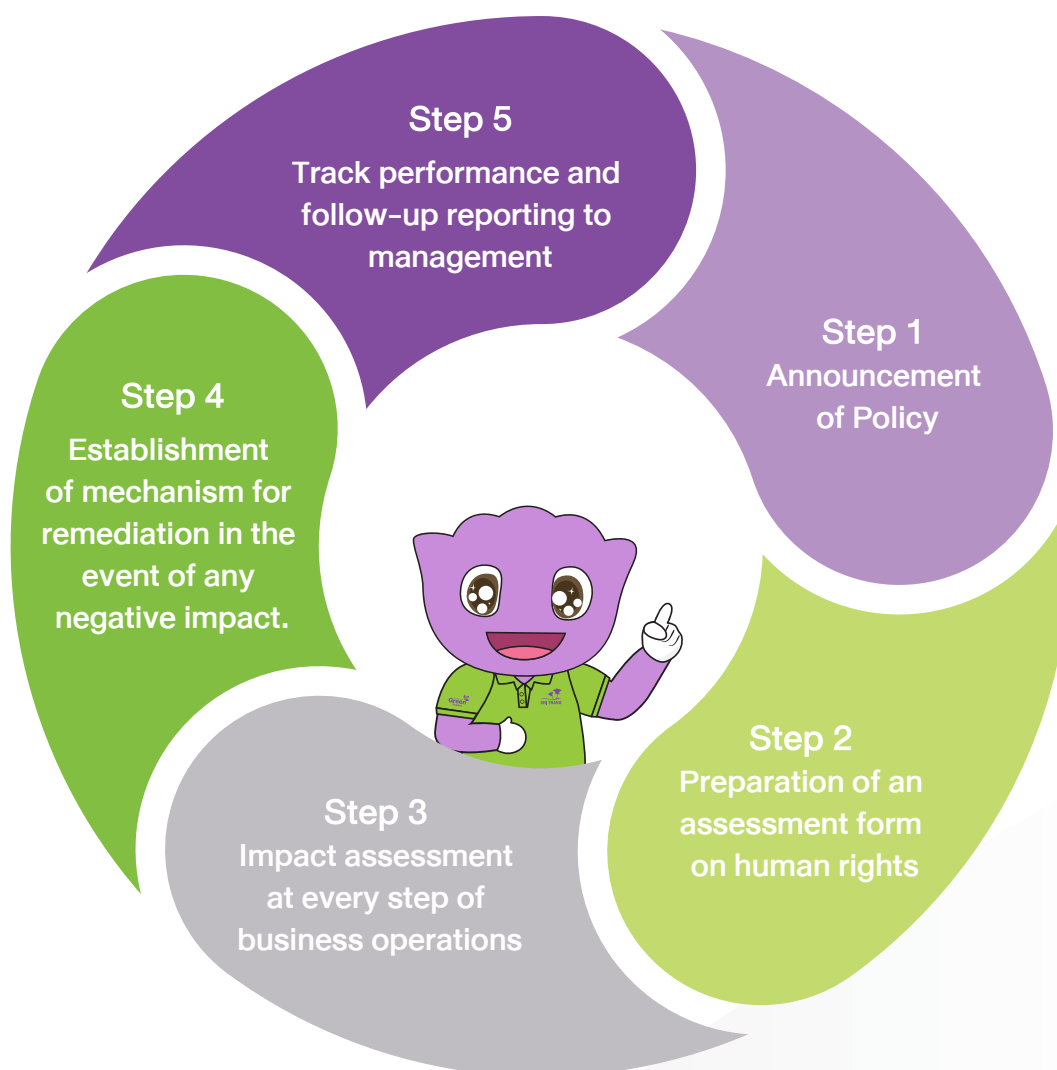 Step 1
Announcement
of Policy
Step 2
Preparation of an
assessment form
on human rights
Step 3
Impact assessment
at every step of
business operations
Step 4
Establishment
of mechanism for
remediation in the
event of any
negative impact.
Step 5
Track performance and
follow-up reporting to
management
Green